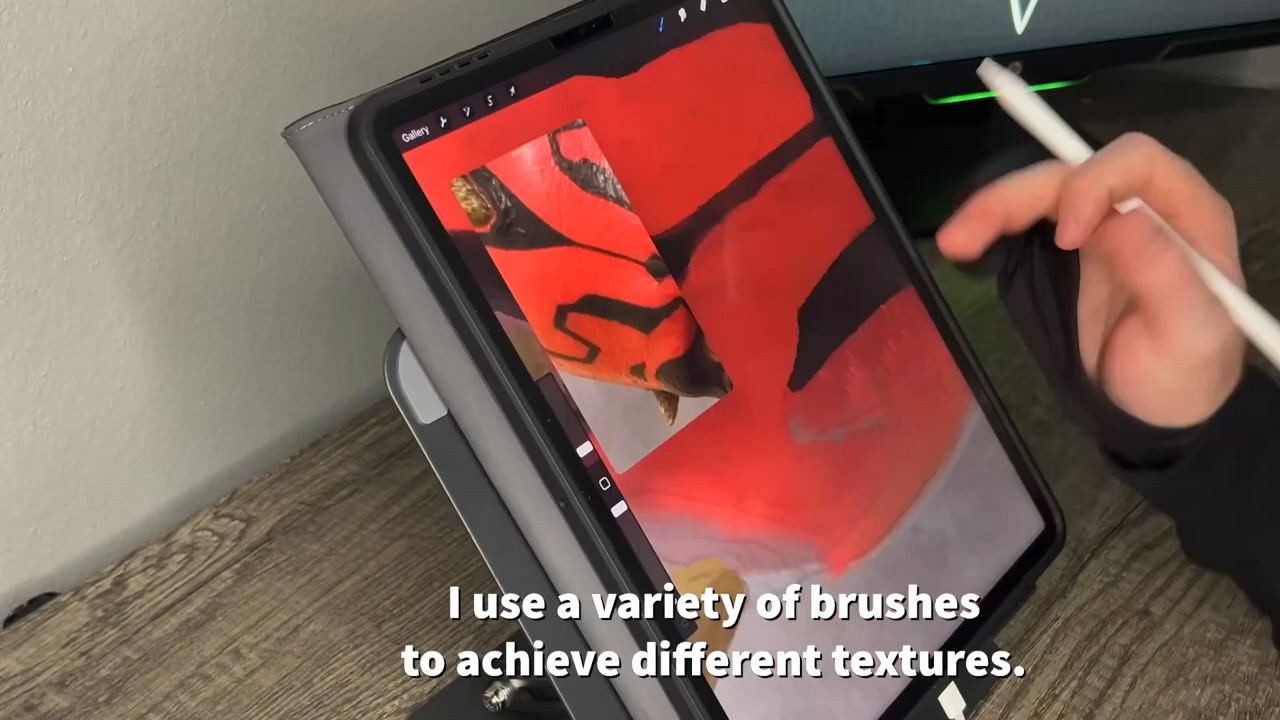 Gallery
I use a variety of brushes
to achieve different textures.